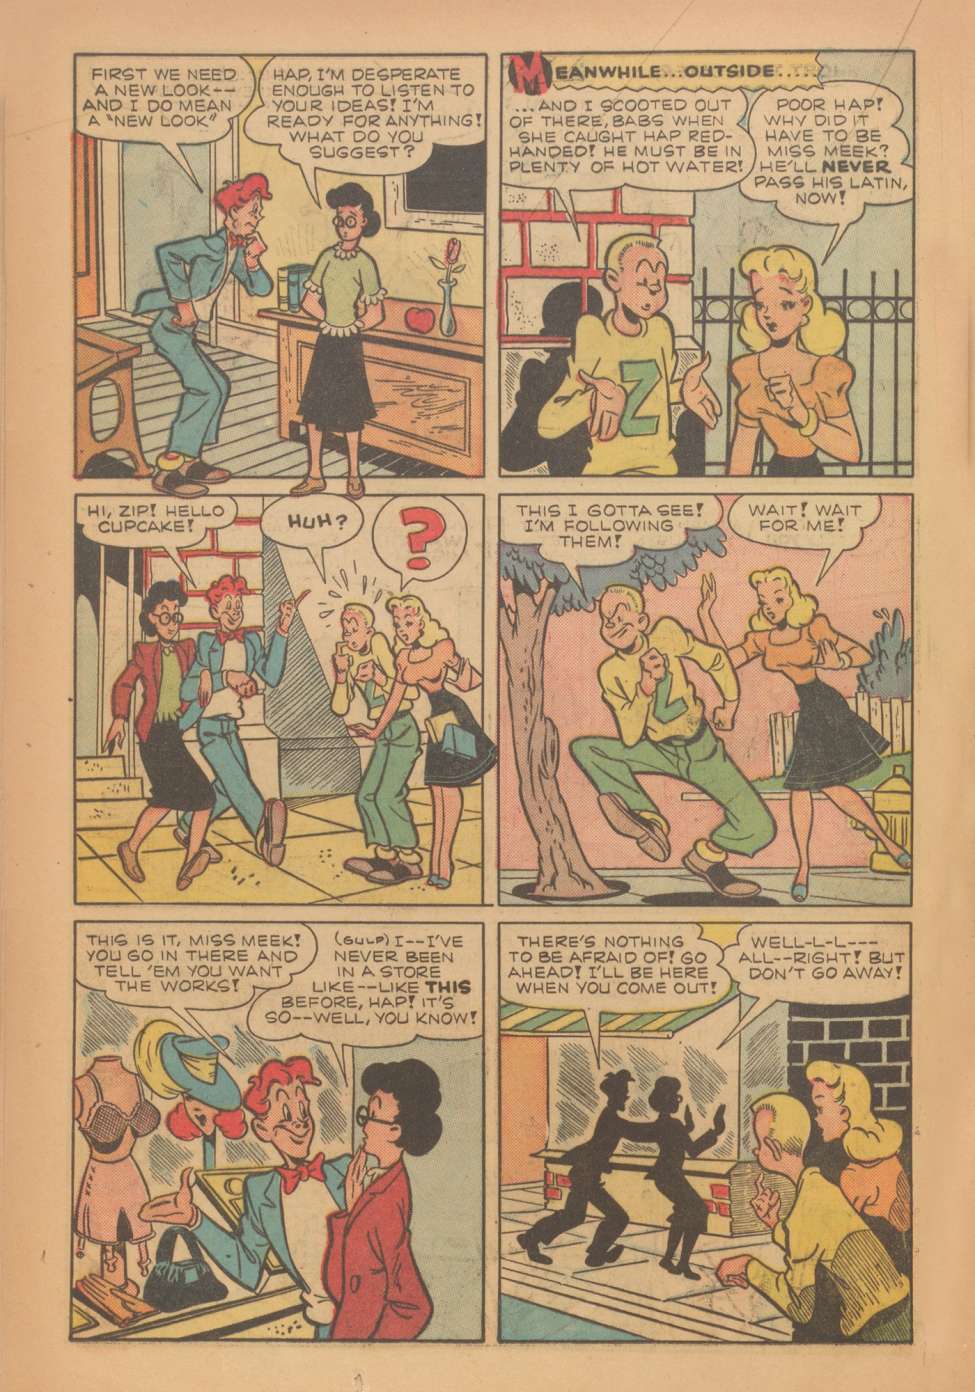 FIRST WE NEED
A NEW LOOK--
AND I DO MEAN
A "NEW LOOK"
HAP, I'M DESPERATE
ENOUGH TO LISTEN TO
YOUR IDEAS! I'M
READY FOR ANYTHING!
WHAT DO YOU
SUGGEST?
MEANWHILE...OUTSIDE.....
...AND I SCOOTED OUT
OF THERE, BABS WHEN
SHE CAUGHT HAP RED-
HANDED! HE MUST BE IN
PLENTY OF HOT WATER!
POOR HAP!
WHY DID IT
HAVE TO BE
MISS MEEK?
HE'LL NEVER
PASS HIS LATIN,
NOW!
Z
HI, ZIP! HELLO
CUPCAKE!
HUH?
?
Z
THIS I GOTTA SEE!
I'M FOLLOWING
THEM!
WAIT! WAIT
FOR ME!
Z
THIS IS IT, MISS MEEK!
YOU GO IN THERE AND
TELL 'EM YOU WANT
THE WORKS!
(GULP) I--I'VE
NEVER BEEN
IN A STORE
LIKE--LIKE THIS
BEFORE, HAP! IT'S
SO--WELL, YOU KNOW!
THERE'S NOTHING
TO BE AFRAID OF! GO
AHEAD! I'LL BE HERE
WHEN YOU COME OUT!
WELL-L-L---
ALL--RIGHT! BUT
DON'T GO AWAY!